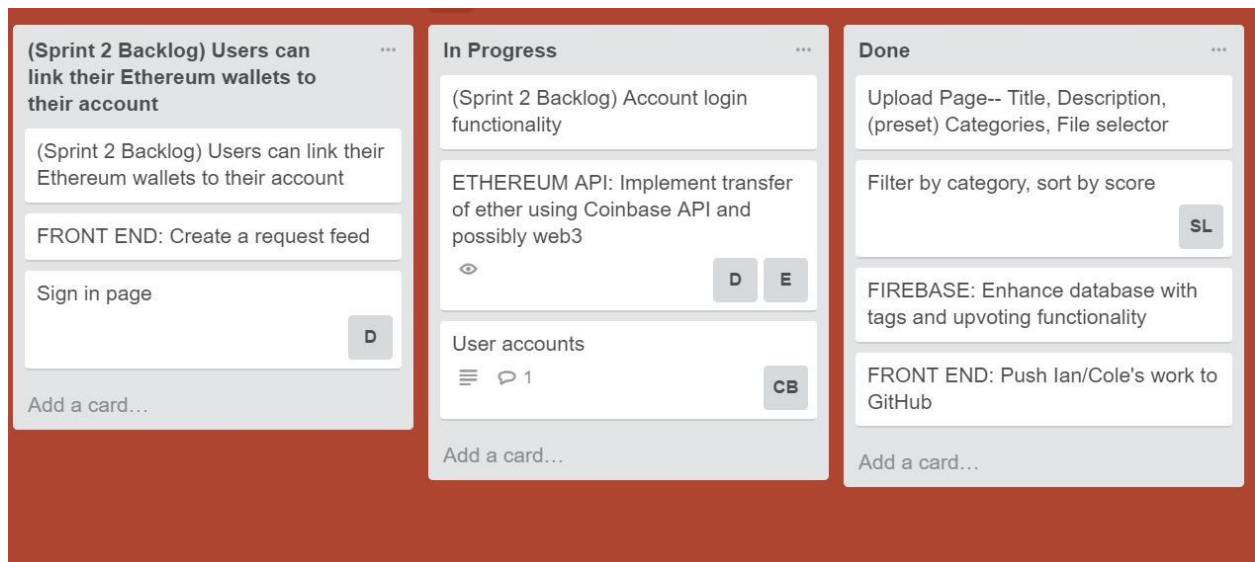 (Sprint 2 Backlog) Users can
link their Ethereum wallets to
their account
(Sprint 2 Backlog) Users can link their
Ethereum wallets to their account
FRONT END: Create a request feed
Sign in page
D
Add a card…
In Progress
(Sprint 2 Backlog) Account login
functionality
ETHEREUM API: Implement transfer
of ether using Coinbase API and
possibly web3
D E
User accounts
1
CB
Add a card…
Done
Upload Page-- Title, Description,
(preset) Categories, File selector
Filter by category, sort by score
SL
FIREBASE: Enhance database with
tags and upvoting functionality
FRONT END: Push Ian/Cole's work to
GitHub
Add a card…